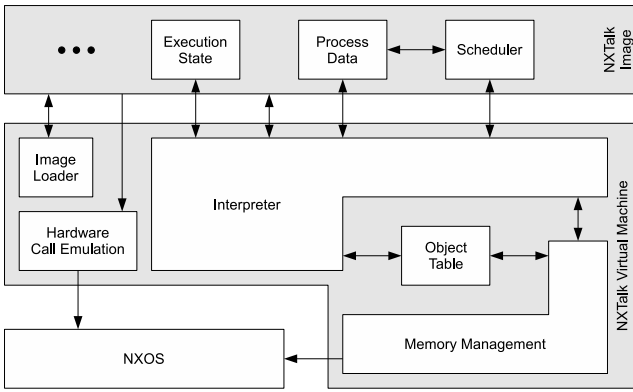 Execution
State
Process
Data
Scheduler
NXTalk
Image
Image
Loader
Interpreter
Hardware
Call Emulation
Object
Table
NXTalk Virtual Machine
Memory Management
NXOS